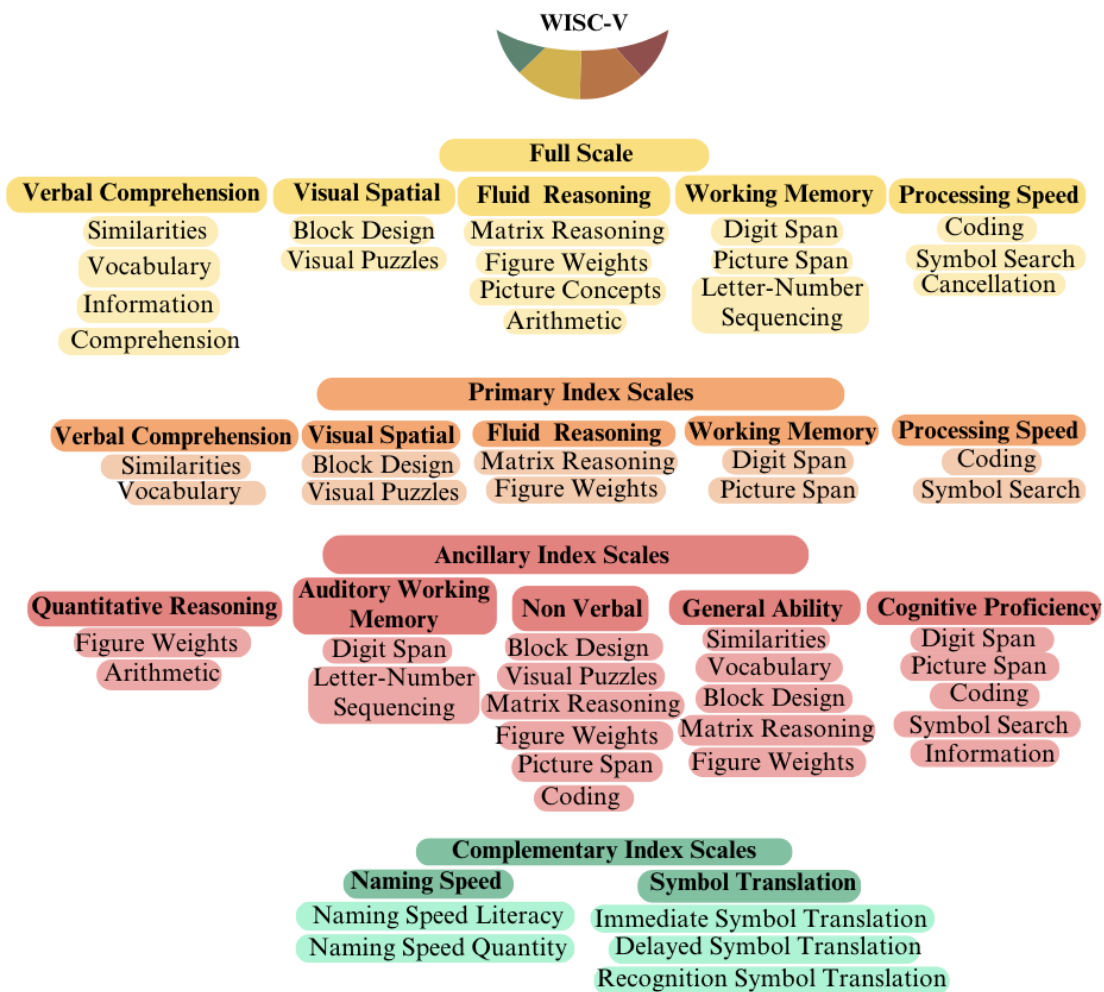 WISC-V
Full Scale
Verbal Comprehension
Similarities
Vocabulary
Information
Comprehension
Visual Spatial
Block Design
Visual Puzzles
Fluid Reasoning
Matrix Reasoning
Figure Weights
Picture Concepts
Arithmetic
Working Memory
Digit Span
Picture Span
Letter-Number
Sequencing
Processing Speed
Coding
Symbol Search
Cancellation
Primary Index Scales
Verbal Comprehension
Similarities
Vocabulary
Visual Spatial
Block Design
Visual Puzzles
Fluid Reasoning
Matrix Reasoning
Figure Weights
Working Memory
Digit Span
Picture Span
Processing Speed
Coding
Symbol Search
Ancillary Index Scales
Quantitative Reasoning
Figure Weights
Arithmetic
Auditory Working
Memory
Digit Span
Letter-Number
Sequencing
Non Verbal
Block Design
Visual Puzzles
Matrix Reasoning
Figure Weights
Picture Span
Coding
General Ability
Similarities
Vocabulary
Block Design
Matrix Reasoning
Figure Weights
Cognitive Proficiency
Digit Span
Picture Span
Coding
Symbol Search
Information
Complementary Index Scales
Naming Speed
Naming Speed Literacy
Naming Speed Quantity
Symbol Translation
Immediate Symbol Translation
Delayed Symbol Translation
Recognition Symbol Translation